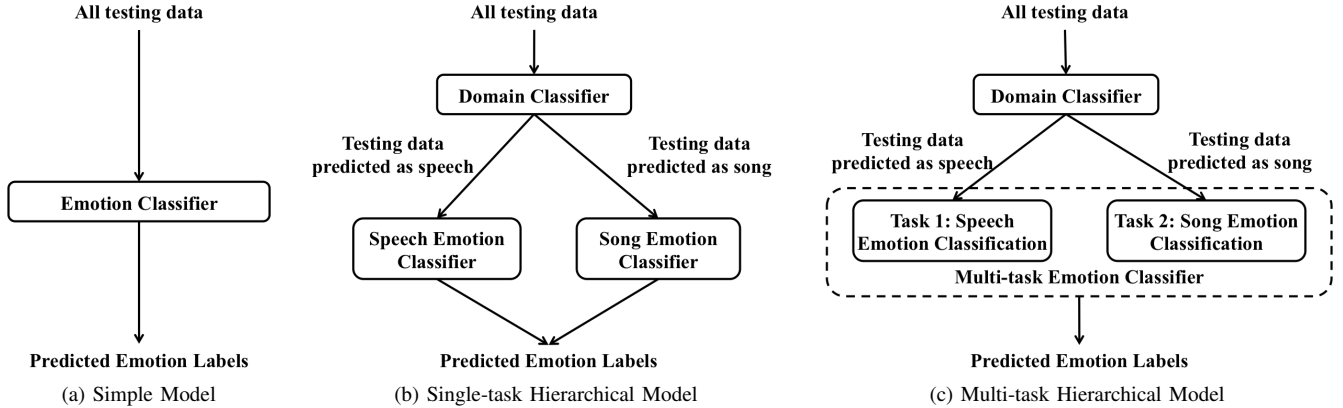 All testing data
Emotion Classifier
Predicted Emotion Labels
(a) Simple Model
All testing data
Domain Classifier
Testing data
predicted as speech
Testing data
predicted as song
Speech Emotion
Classifier
Song Emotion
Classifier
Predicted Emotion Labels
(b) Single-task Hierarchical Model
All testing data
Domain Classifier
Testing data
predicted as speech
Testing data
predicted as song
Task 1: Speech
Emotion Classification
Task 2: Song Emotion
Classification
Multi-task Emotion Classifier
Predicted Emotion Labels
(c) Multi-task Hierarchical Model